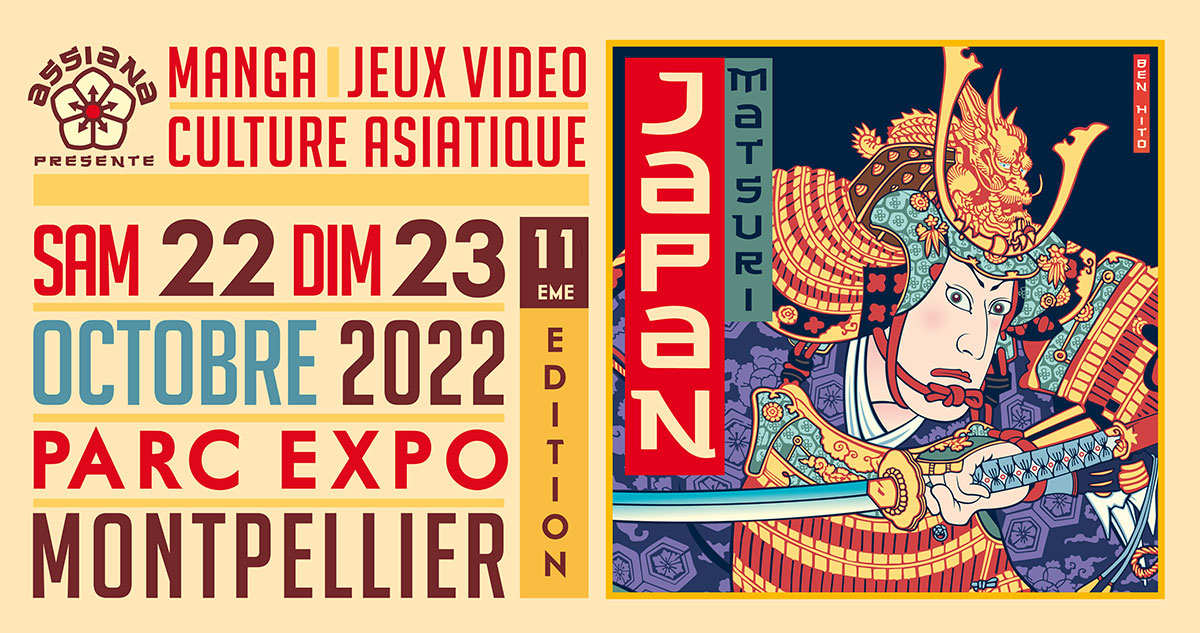 ASSIANA
PRESENTE
MANGA | JEUX VIDEO
CULTURE ASIATIQUE
SAM 22 DIM 23
OCTOBRE 2022
PARC EXPO
MONTPELLIER
11
EME
EDITION
JAPAN
MATSURI
BEN HITO